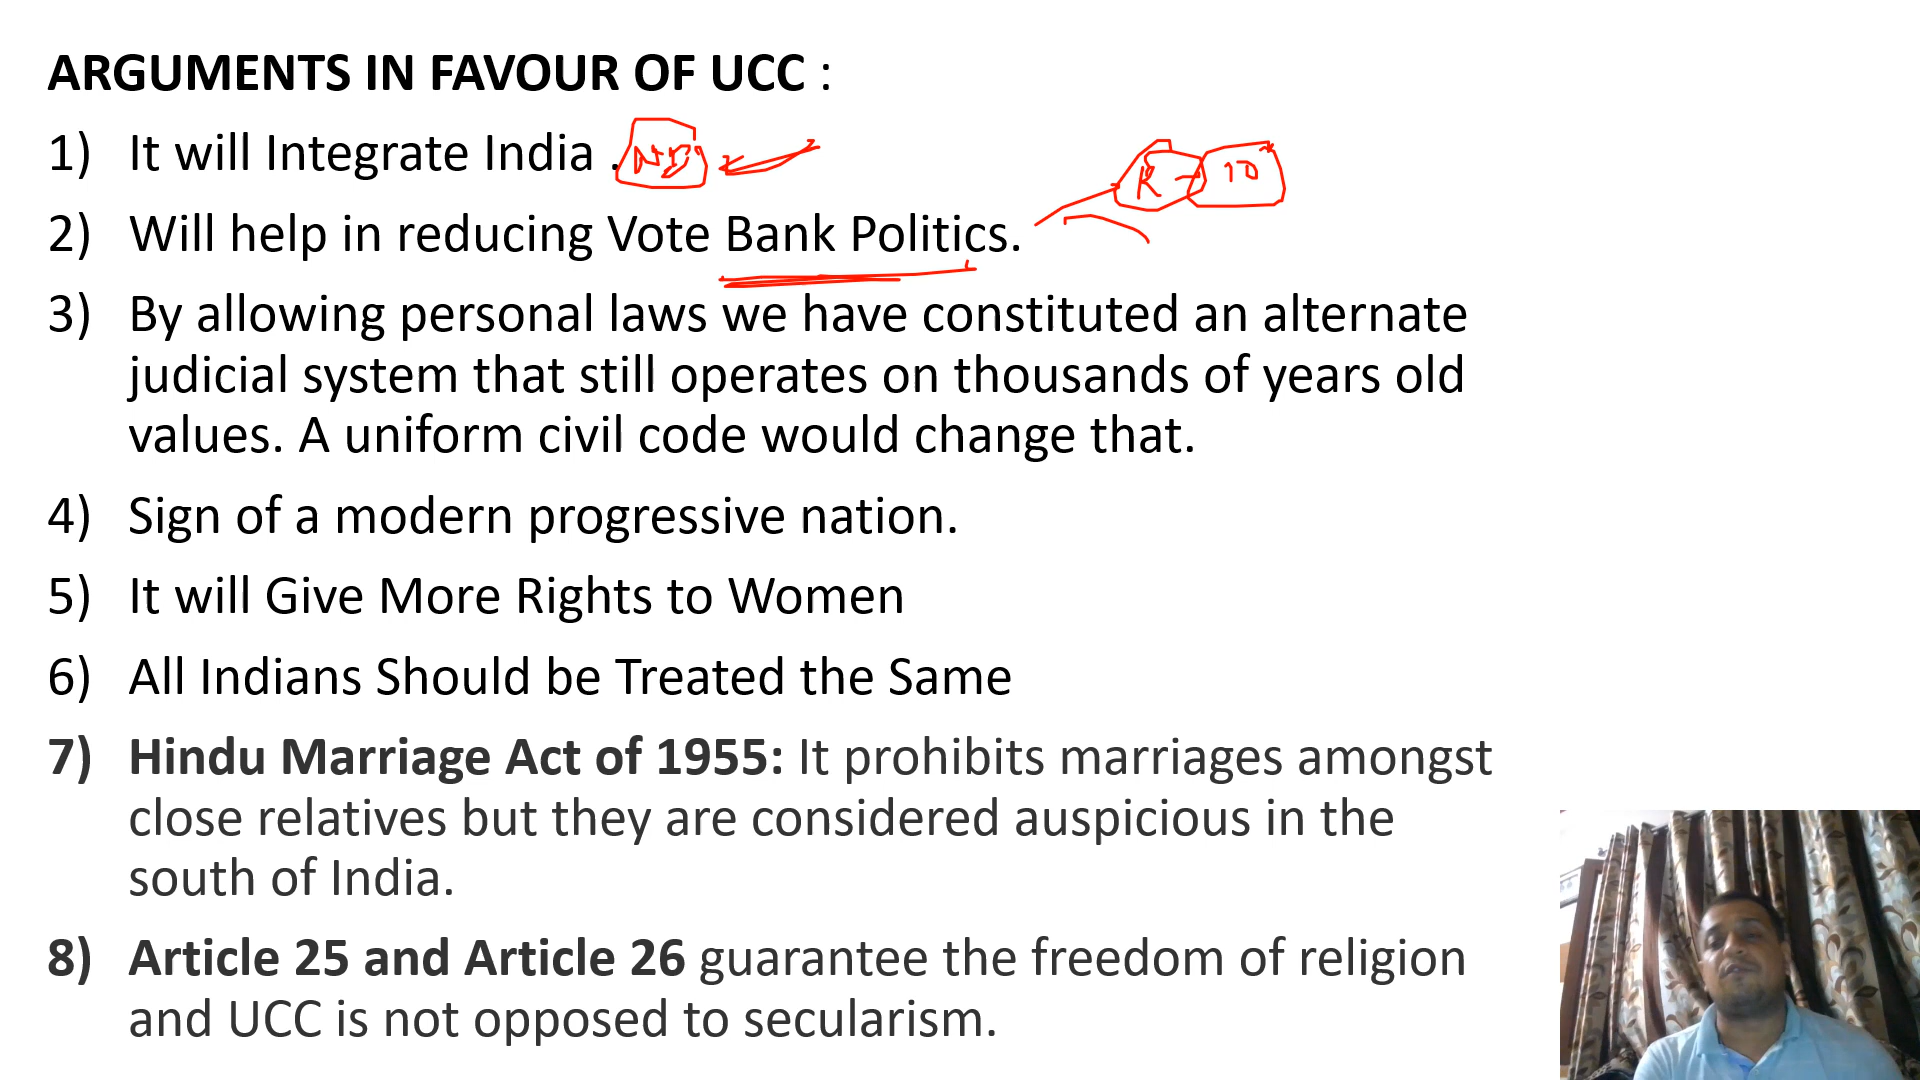 ARGUMENTS IN FAVOUR OF UCC :
1) It will Integrate India .
2) Will help in reducing Vote Bank Politics.
3) By allowing personal laws we have constituted an alternate
judicial system that still operates on thousands of years old
values. A uniform civil code would change that.
4) Sign of a modern progressive nation.
5) It will Give More Rights to Women
6) All Indians Should be Treated the Same
7) Hindu Marriage Act of 1955: It prohibits marriages amongst
close relatives but they are considered auspicious in the
south of India.
8) Article 25 and Article 26 guarantee the freedom of religion
and UCC is not opposed to secularism.